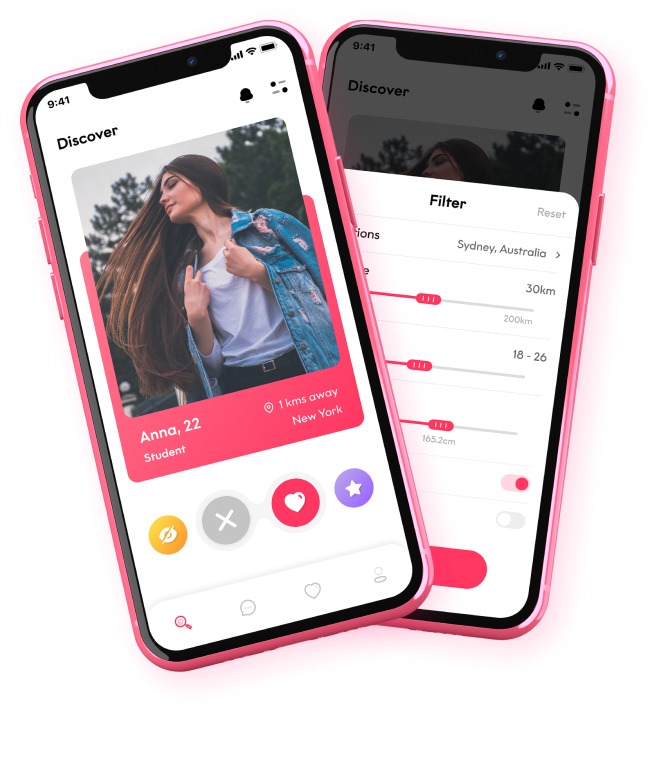 9:41
Discover
Anna, 22
Student
1 kms away
New York
9:41
Discover
Filter
Reset
Sydney, Australia
30km
200km
18 - 26
165.2cm